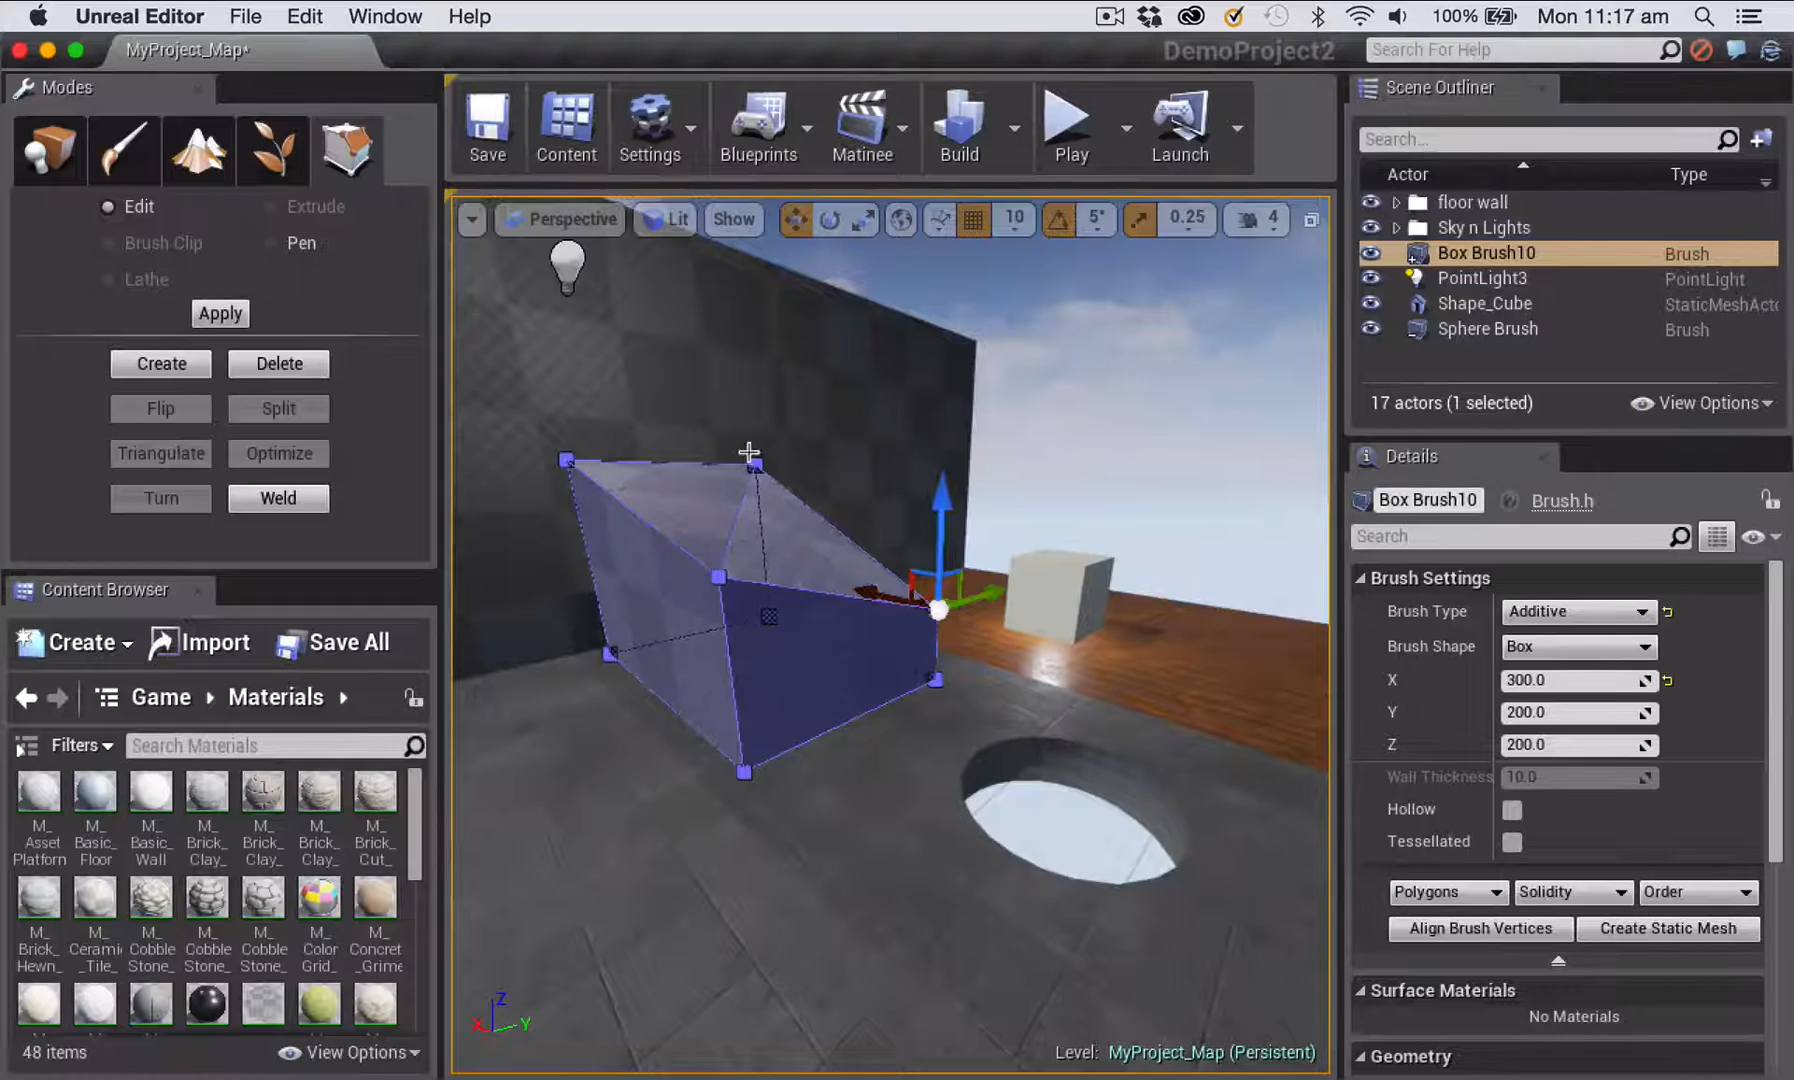 Unreal Editor File Edit Window Help 100% Mon 11:17 am
MyProject_Map* DemoProject2 Search For Help
Modes
Edit Extrude
Brush Clip Pen
Lathe
Apply
Create Delete
Flip Split
Triangulate Optimize
Turn Weld
Content Browser
Create Import Save All
Game Materials
Filters Search Materials
M_ Asset Platforn
M_ Basic_ Floor
M_ Basic_ Wall
M_ Brick_ Clay_
M_ Brick_ Clay_
M_ Brick_ Clay_
M_ Brick_ Cut_
M_ Brick_ Hewn_
M_ Cerami _Tile_
M_ Cobble Stone_
M_ Cobble Stone_
M_ Cobble Stone_
M_ Color Grid_
M_ Concret _Grime
48 items View Options
Save Content Settings Blueprints Matinee Build Play Launch
Perspective Lit Show 10 5° 0.25 4
Z
X Y
Level: MyProject_Map (Persistent)
Scene Outliner
Search...
Actor Type
floor wall
Sky n Lights
Box Brush10 Brush
PointLight3 PointLight
Shape_Cube StaticMeshActo
Sphere Brush Brush
17 actors (1 selected) View Options
Details
Box Brush10 Brush.h
Search
Brush Settings
Brush Type Additive
Brush Shape Box
X 300.0
Y 200.0
Z 200.0
Wall Thickness 10.0
Hollow
Tessellated
Polygons Solidity Order
Align Brush Vertices Create Static Mesh
Surface Materials
No Materials
Geometry